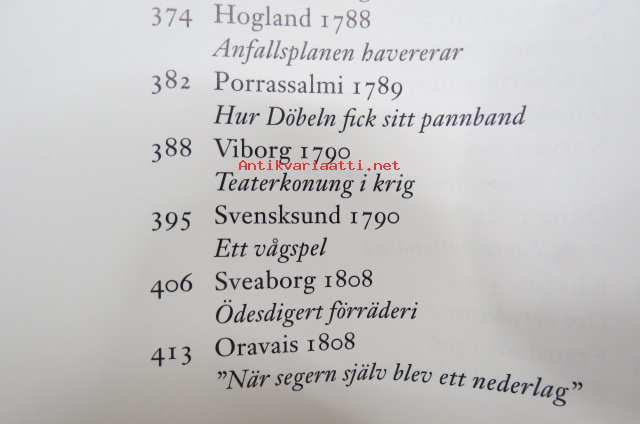 374 Hogland 1788
Anfallsplanen havererar
382 Porrassalmi 1789
Hur Döbeln fick sitt pannband
388 Viborg 1790
Antikvariaatti.net
Teaterkonung i krig
395 Svensksund 1790
Ett vågspel
406 Sveaborg 1808
Ödesdigert förräderi
413 Oravais 1808
”När segern själv blev ett nederlag”